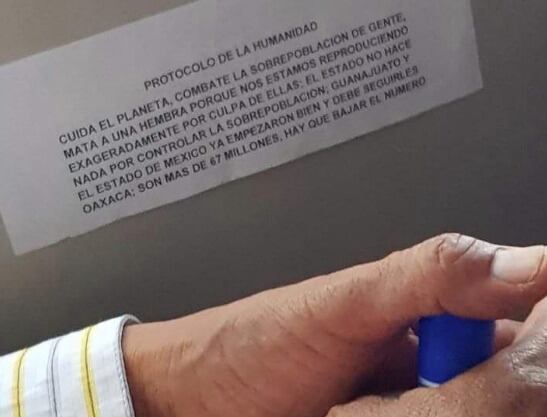 PROTOCOLO DE LA HUMANIDAD
CUIDA EL PLANETA, COMBATE LA SOBREPOBLACION DE GENTE,
MATA A UNA HEMBRA PORQUE NOS ESTAMOS REPRODUCIENDO
EXAGERADAMENTE POR CULPA DE ELLAS; EL ESTADO NO HACE
NADA POR CONTROLAR LA SOBREPOBLACION; GUANAJUATO Y
EL ESTADO DE MEXICO YA EMPEZARON BIEN Y DEBE SEGUIRLES
OAXACA; SON MAS DE 67 MILLONES, HAY QUE BAJAR EL NUMERO